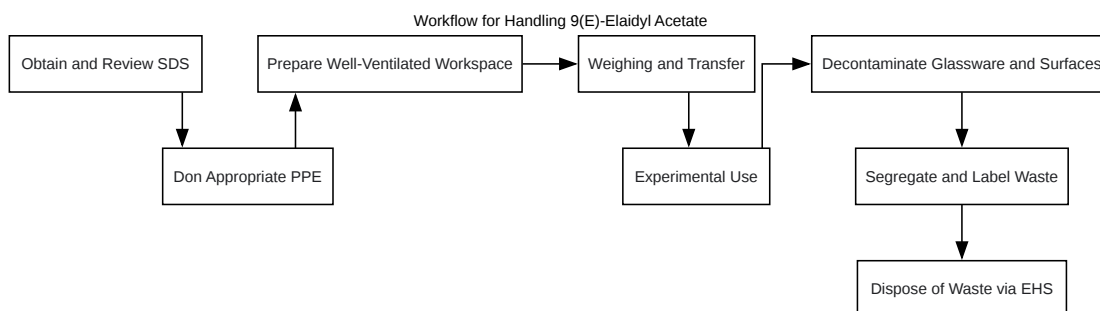 Workflow for Handling 9(E)-Elaidyl Acetate
Obtain and Review SDS
Don Appropriate PPE
Prepare Well-Ventilated Workspace
Weighing and Transfer
Experimental Use
Decontaminate Glassware and Surfaces
Segregate and Label Waste
Dispose of Waste via EHS